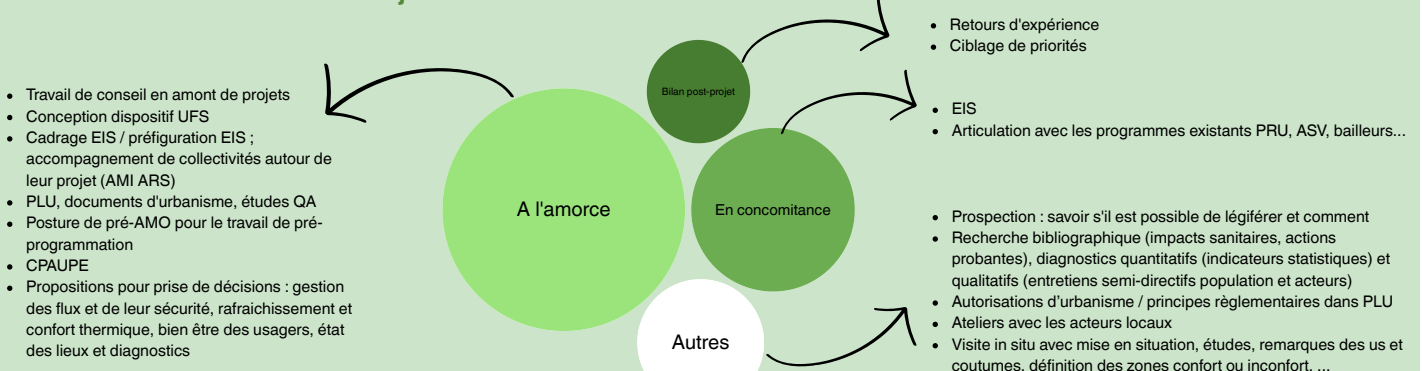 • Travail de conseil en amont de projets
• Conception dispositif UFS
• Cadrage EIS / préfiguration EIS ;
accompagnement de collectivités autour de
leur projet (AMI ARS)
• PLU, documents d'urbanisme, études QA
• Posture de pré-AMO pour le travail de pré-
programmation
• CPAUPE
• Propositions pour prise de décisions : gestion
des flux et de leur sécurité, rafraichissement et
confort thermique, bien être des usagers, état
des lieux et diagnostics
A l'amorce
Bilan post-projet
En concomitance
Autres
• Retours d'expérience
• Ciblage de priorités
• EIS
• Articulation avec les programmes existants PRU, ASV, bailleurs...
• Prospection : savoir s'il est possible de légiférer et comment
• Recherche bibliographique (impacts sanitaires, actions
probantes), diagnostics quantitatifs (indicateurs statistiques) et
qualitatifs (entretiens semi-directifs population et acteurs)
• Autorisations d’urbanisme / principes règlementaires dans PLU
• Ateliers avec les acteurs locaux
• Visite in situ avec mise en situation, études, remarques des us et
coutumes, définition des zones confort ou inconfort, ...